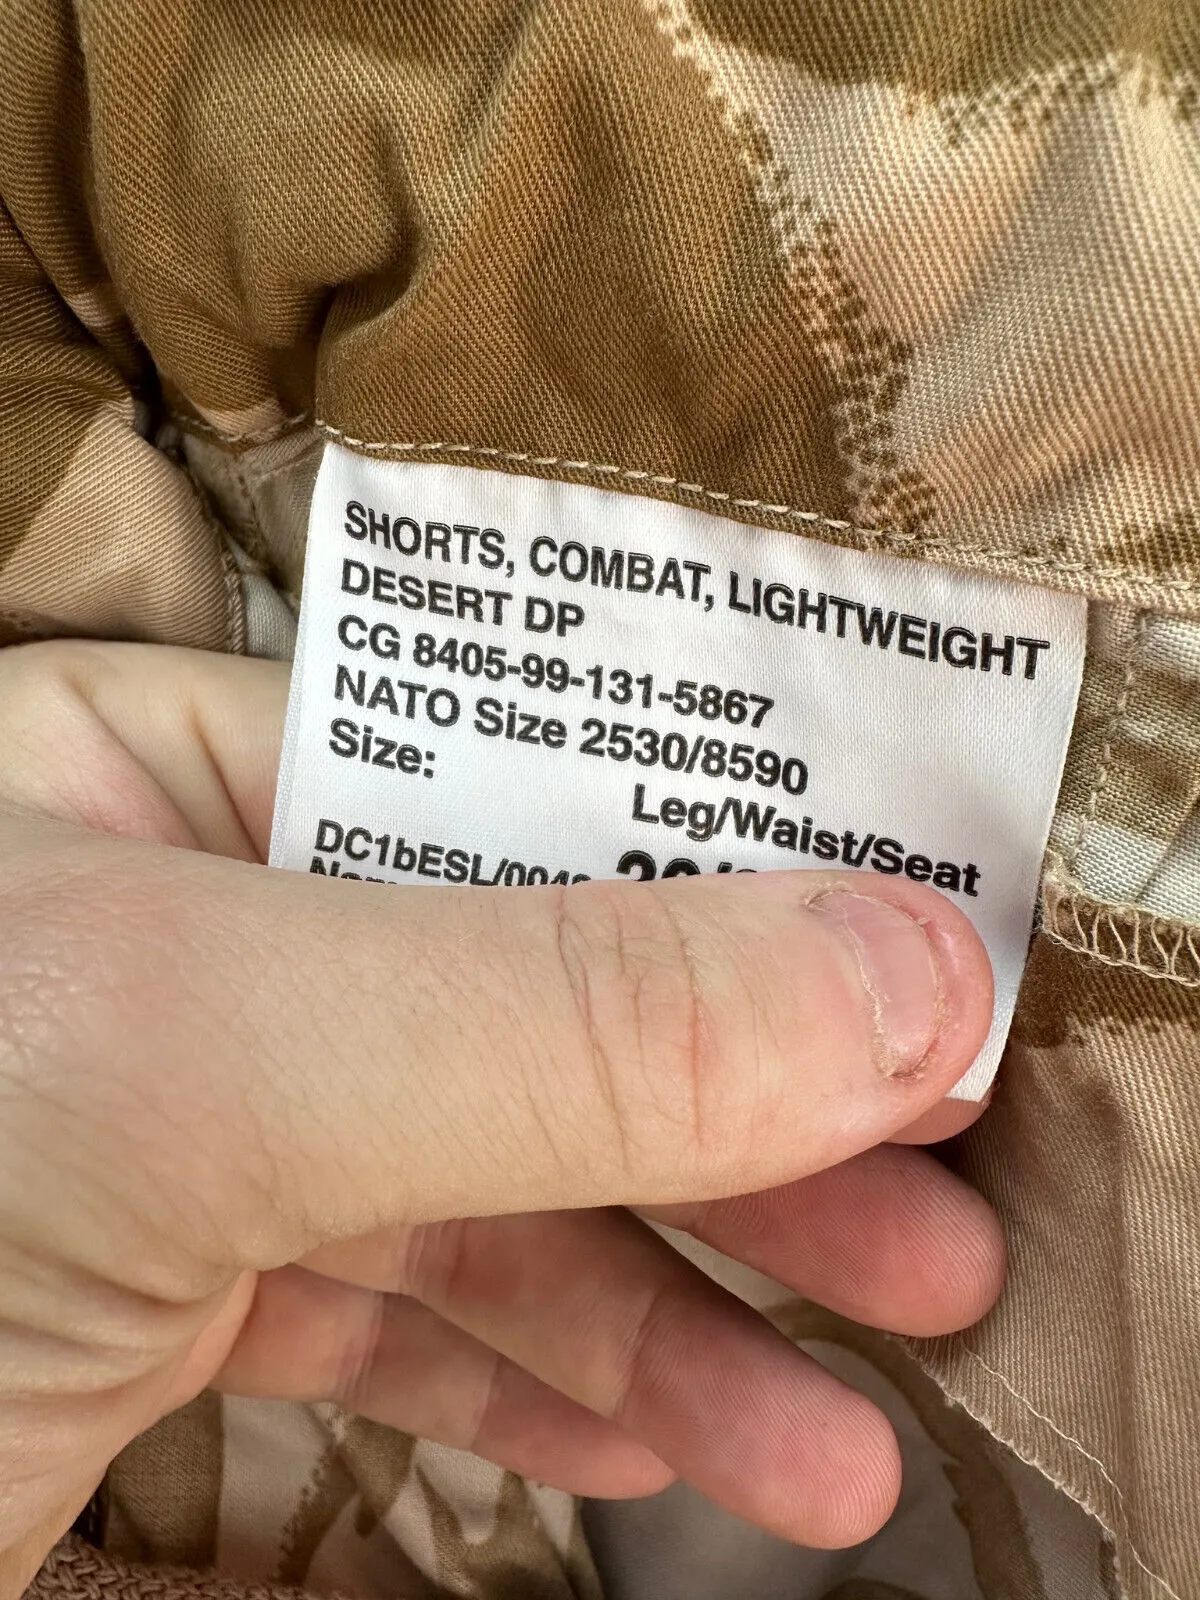 SHORTS, COMBAT, LIGHTWEIGHT
DESERT DP
CG 8405-99-131-5867
NATO Size 2530/8590
Size:
Leg/Waist/Seat